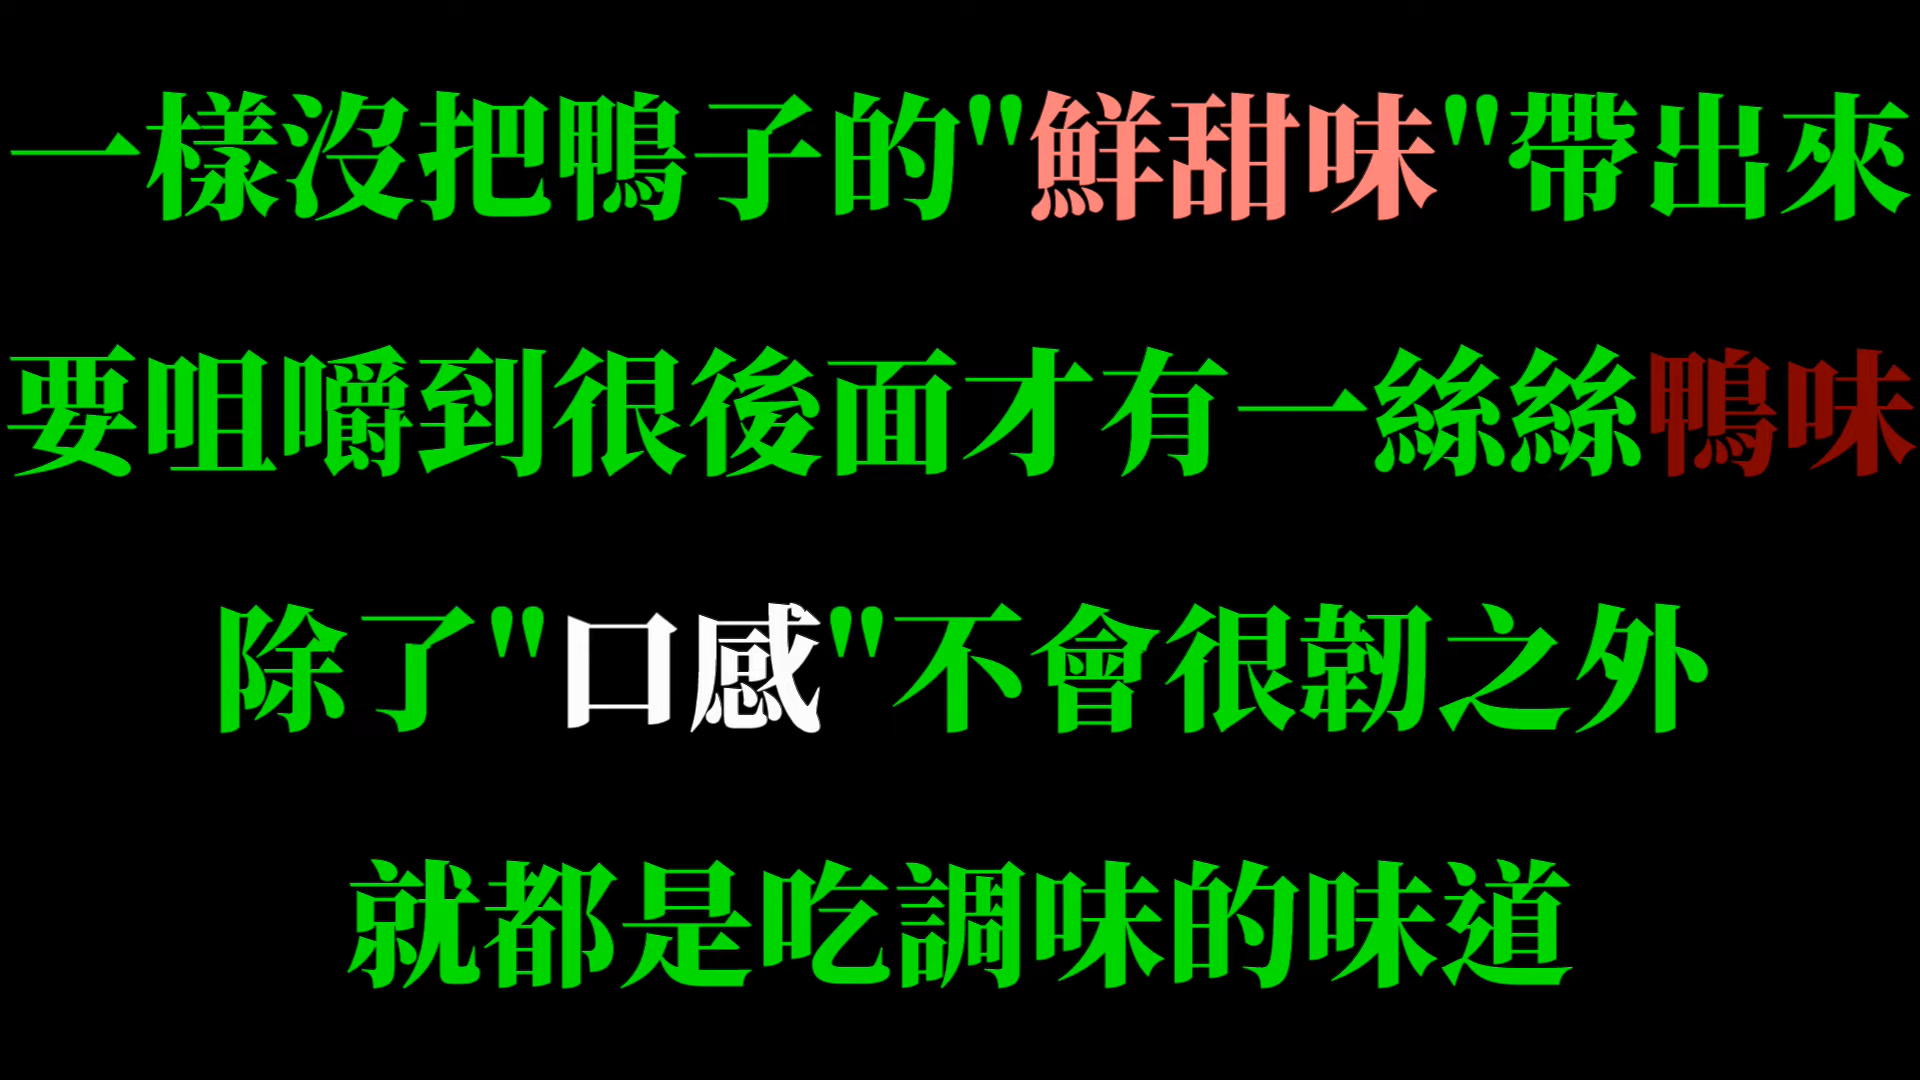 一樣沒把鴨子的"鮮甜味"帶出來
要咀嚼到很後面才有一絲絲鴨味
除了"口感"不會很韌之外
就都是吃調味的味道